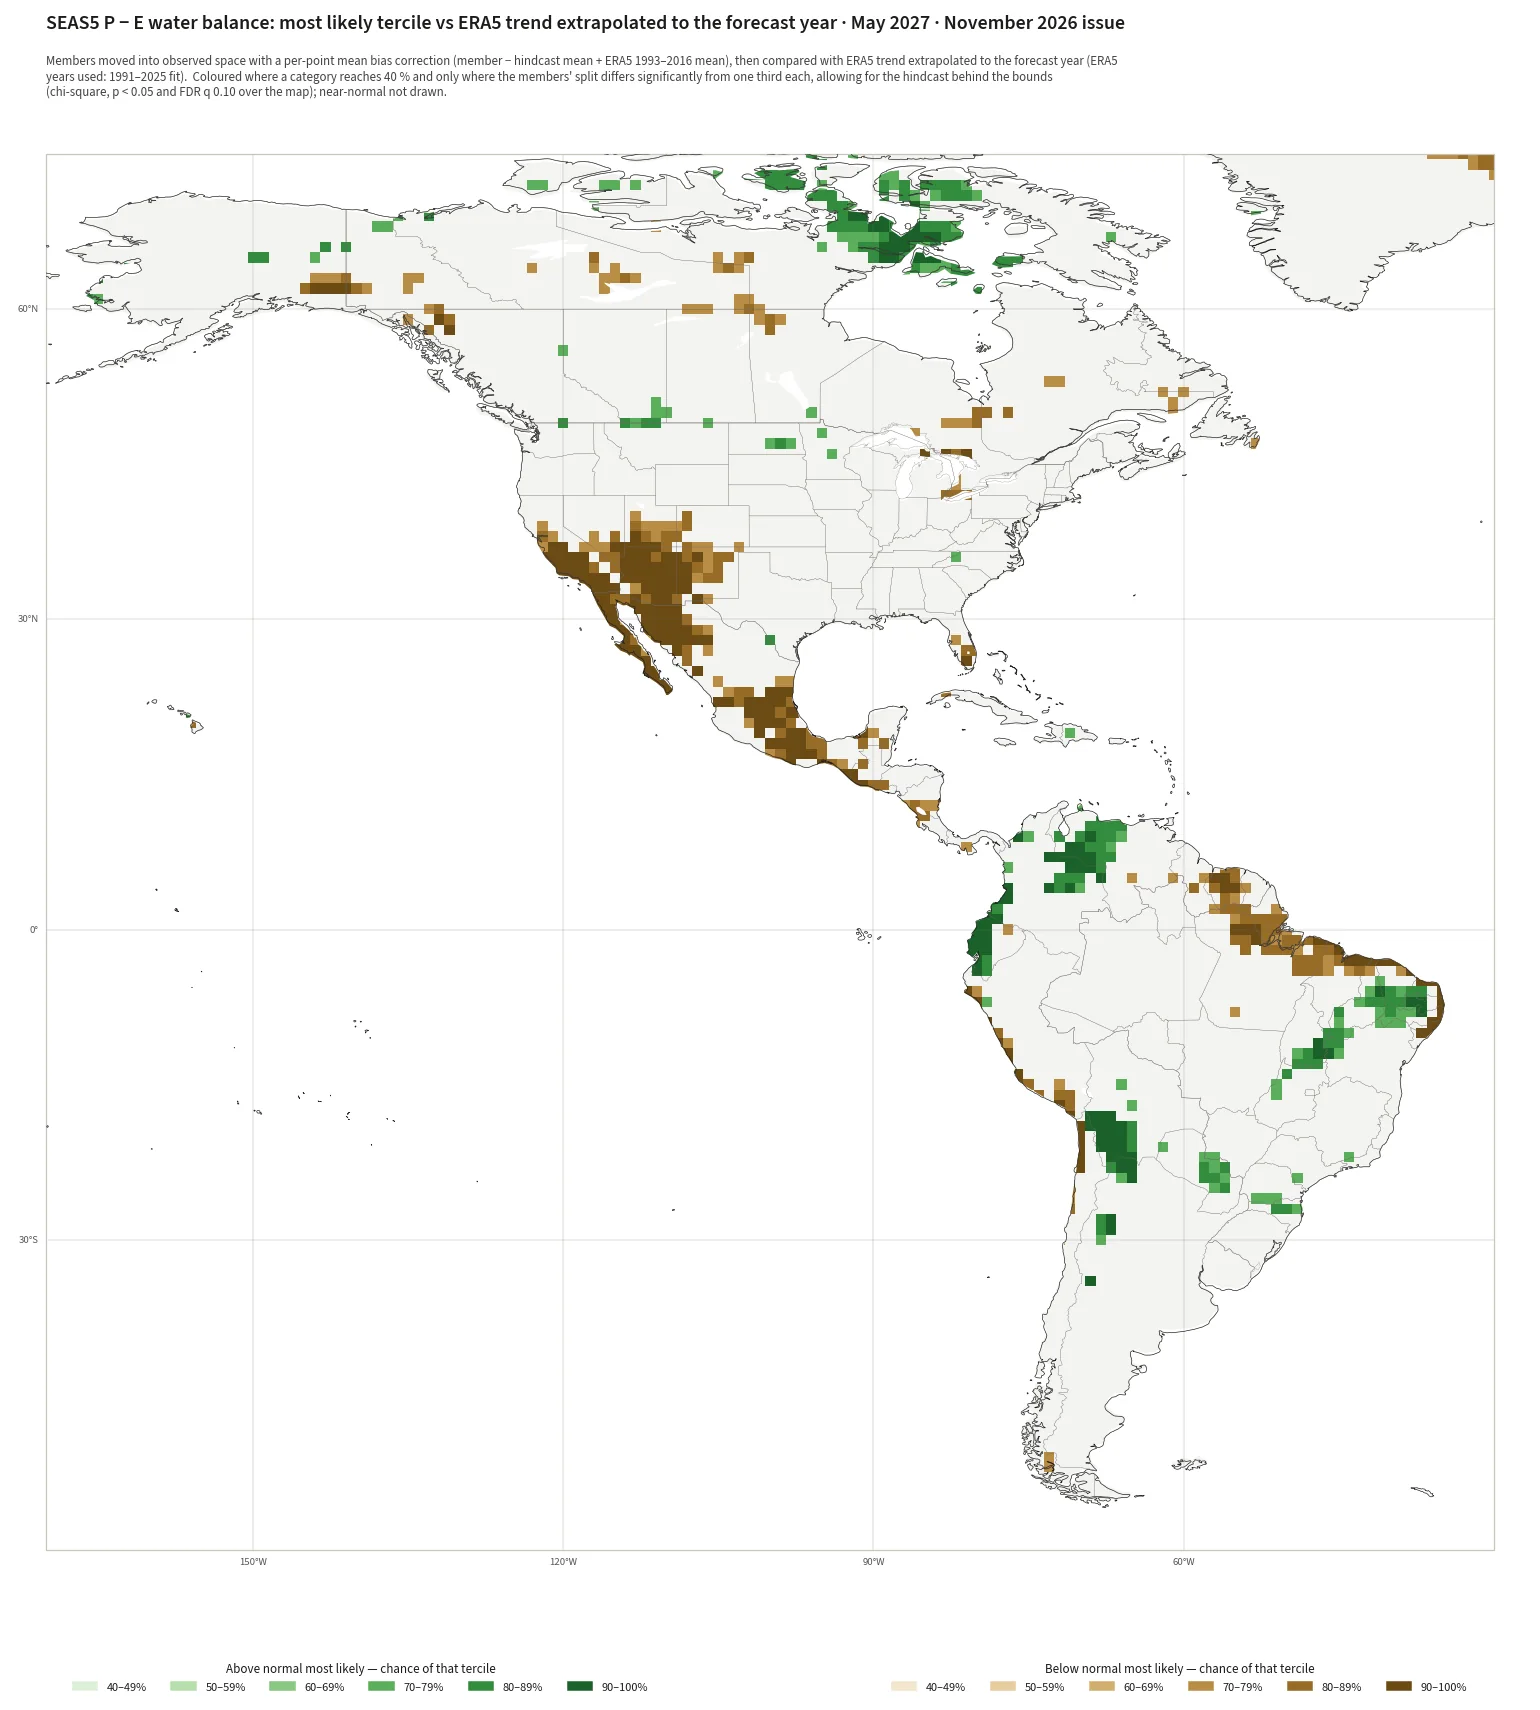 SEAS5 P − E water balance: most likely tercile vs ERA5 trend extrapolated to the forecast year · May 2027 · November 2026 issue
Members moved into observed space with a per-point mean bias correction (member − hindcast mean + ERA5 1993–2016 mean), then compared with ERA5 trend extrapolated to the forecast year (ERA5
years used: 1991–2025 fit). Coloured where a category reaches 40 % and only where the members' split differs significantly from one third each, allowing for the hindcast behind the bounds
(chi-square, p < 0.05 and FDR q 0.10 over the map); near-normal not drawn.
60°N
30°N
0°
30°S
150°W 120°W 90°W 60°W
Above normal most likely — chance of that tercile
40–49% 50–59% 60–69% 70–79% 80–89% 90–100%
Below normal most likely — chance of that tercile
40–49% 50–59% 60–69% 70–79% 80–89% 90–100%